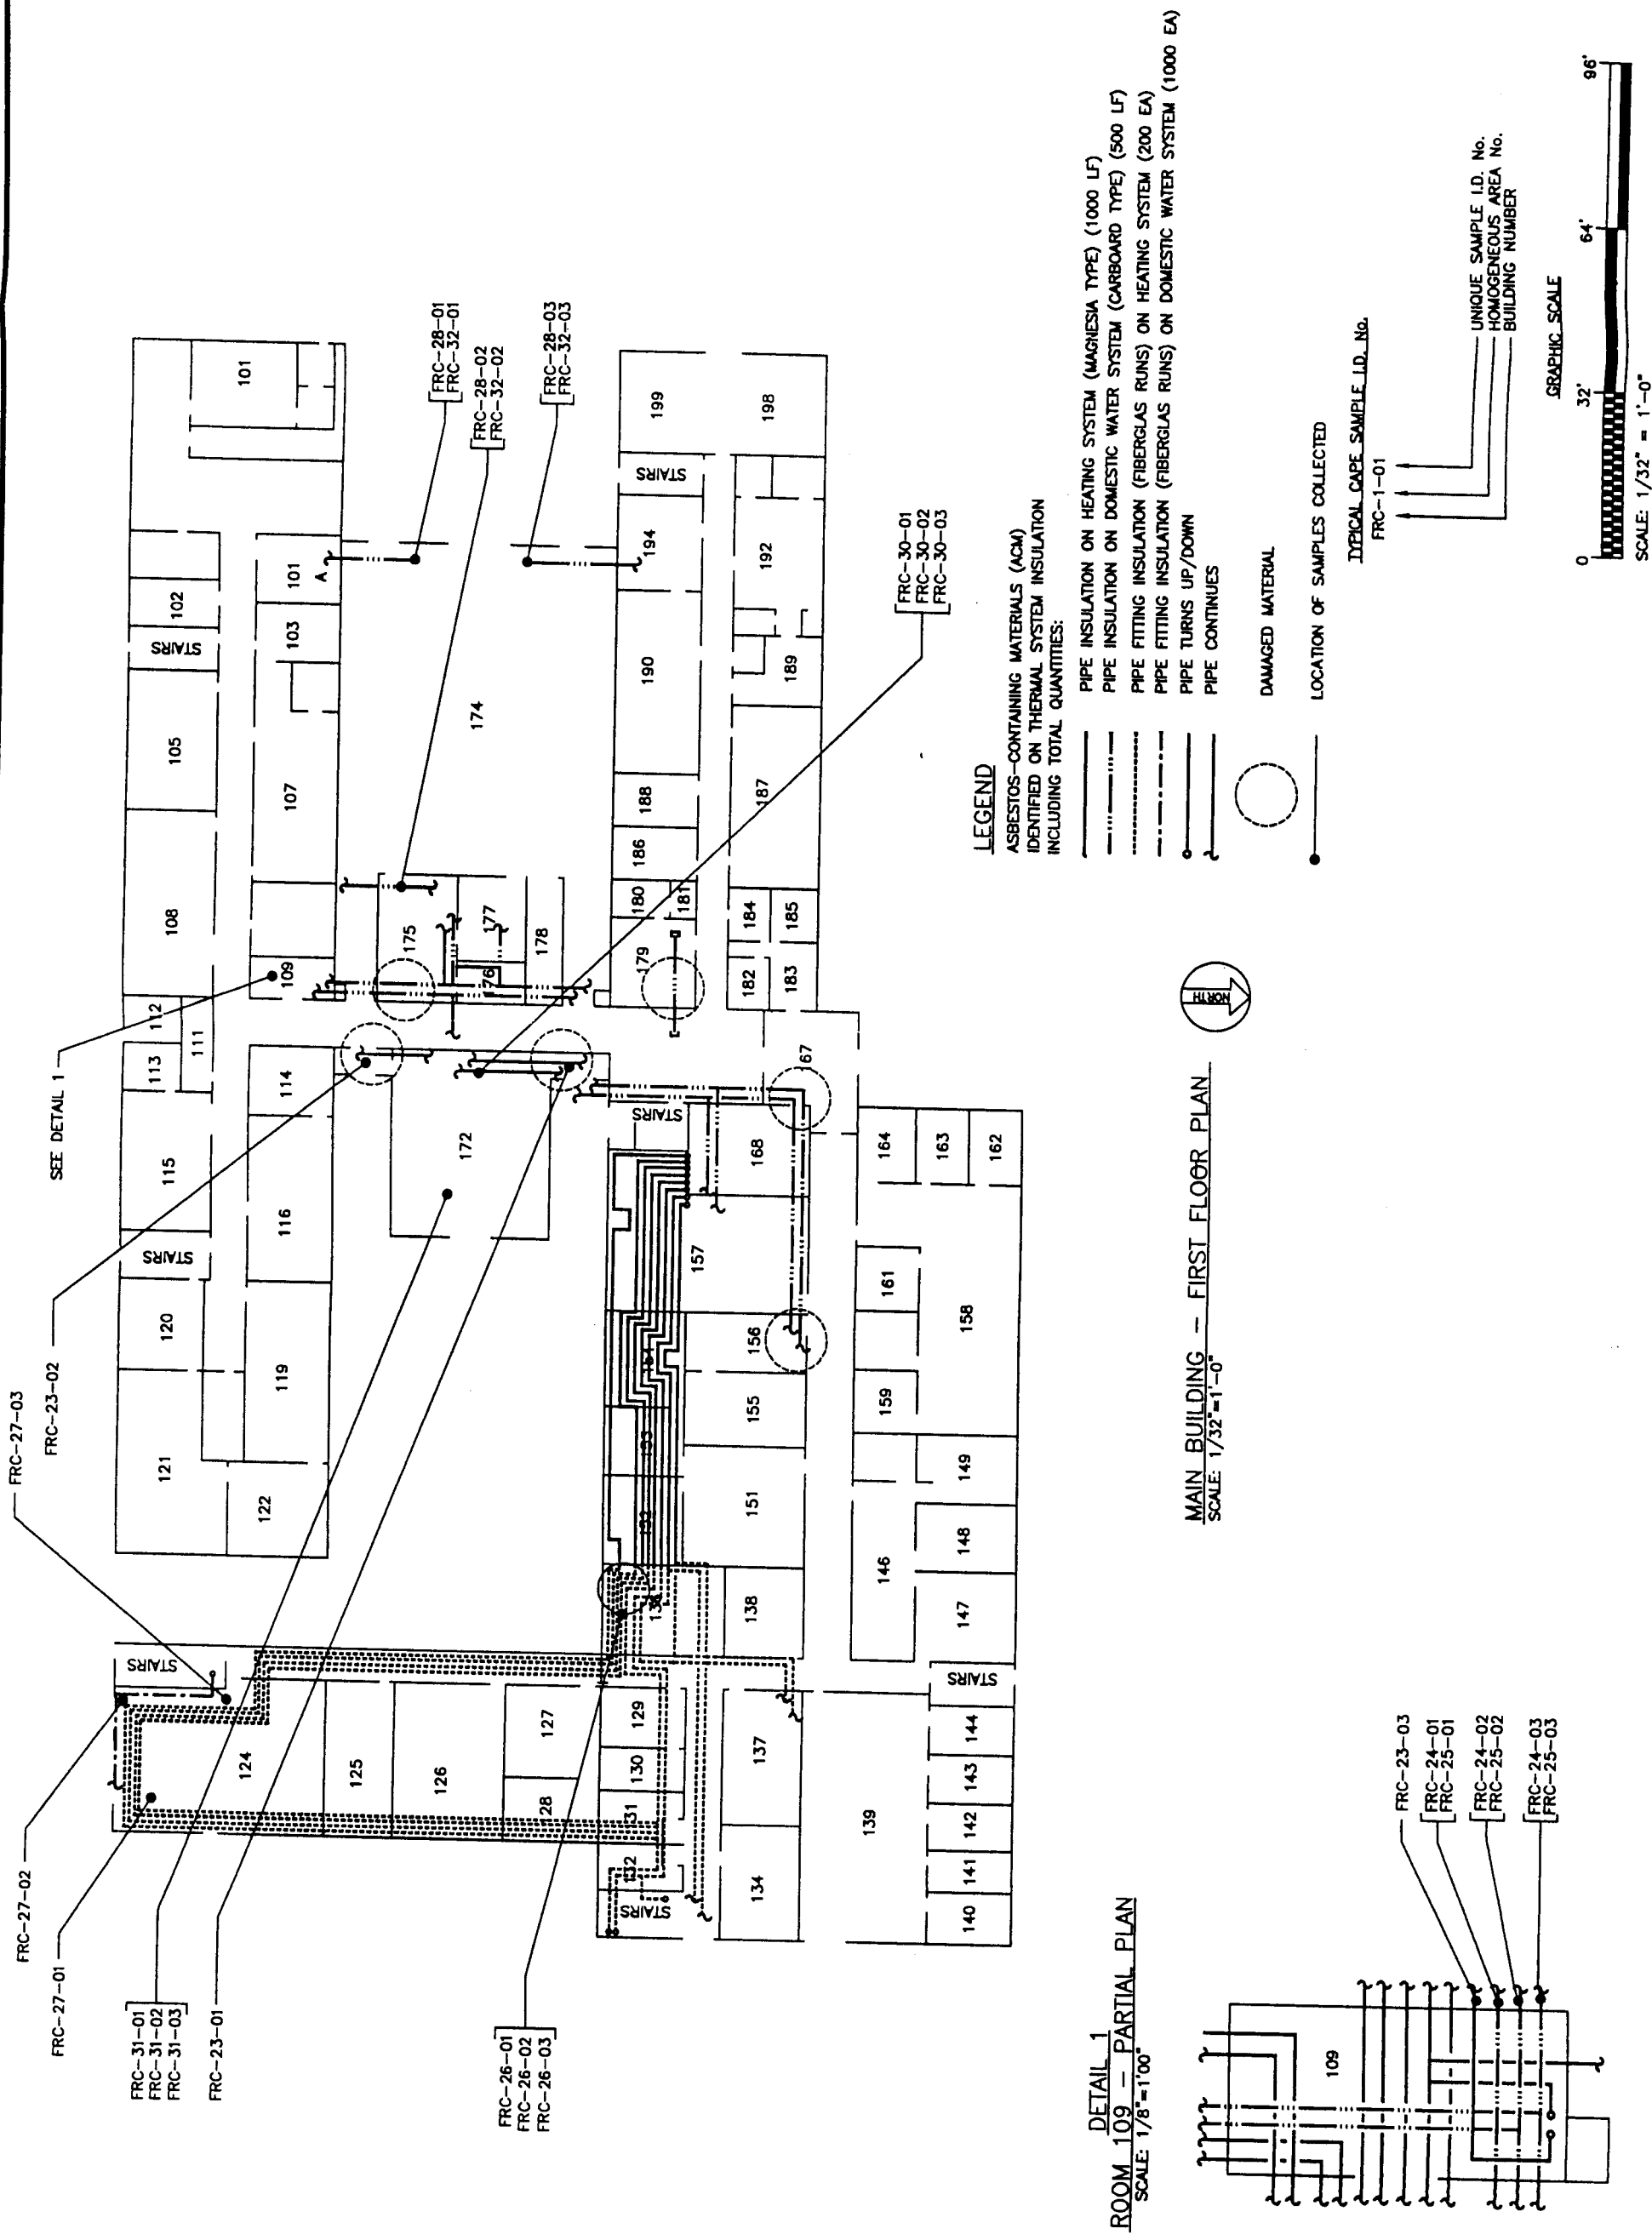 SEE DETAIL 1
FRC-27-03
FRC-23-02
FRC-27-02
FRC-27-01
FRC-31-01
FRC-31-02
FRC-31-03
FRC-23-01
FRC-26-01
FRC-26-02
FRC-26-03
FRC-28-01
FRC-32-01
FRC-28-02
FRC-32-02
FRC-28-03
FRC-32-03
FRC-30-01
FRC-30-02
FRC-30-03
121
120
STAIRS
115
113
112
111
108
105
STAIRS
102
101
122
119
116
114
109
107
103
101
A
STAIRS
124
125
126
127
128
129
130
131
132
STAIRS
172
175
176
177
178
174
STAIRS
179
180
181
186
188
190
194
STAIRS
199
198
182
183
184
185
187
189
192
167
136
152
153
154
157
168
138
151
155
156
134
137
139
140
141
142
143
144
STAIRS
146
147
148
149
159
161
158
164
163
162
NORTH
MAIN BUILDING - FIRST FLOOR PLAN
SCALE: 1/32"=1'-0"
DETAIL 1
ROOM 109 - PARTIAL PLAN
SCALE: 1/8"=1'00"
109
FRC-23-03
FRC-24-01
FRC-25-01
FRC-24-02
FRC-25-02
FRC-24-03
FRC-25-03
LEGEND
ASBESTOS-CONTAINING MATERIALS (ACM)
IDENTIFIED ON THERMAL SYSTEM INSULATION
INCLUDING TOTAL QUANTITIES:
PIPE INSULATION ON HEATING SYSTEM (MAGNESIA TYPE) (1000 LF)
PIPE INSULATION ON DOMESTIC WATER SYSTEM (CARBOARD TYPE) (500 LF)
PIPE FITTING INSULATION (FIBERGLAS RUNS) ON HEATING SYSTEM (200 EA)
PIPE FITTING INSULATION (FIBERGLAS RUNS) ON DOMESTIC WATER SYSTEM (1000 EA)
PIPE TURNS UP/DOWN
PIPE CONTINUES
DAMAGED MATERIAL
LOCATION OF SAMPLES COLLECTED
TYPICAL CAPE SAMPLE I.D. No.
FRC-1-01
UNIQUE SAMPLE I.D. No.
HOMOGENEOUS AREA No.
BUILDING NUMBER
GRAPHIC SCALE
0 32' 64' 96'
SCALE: 1/32" = 1'-0"